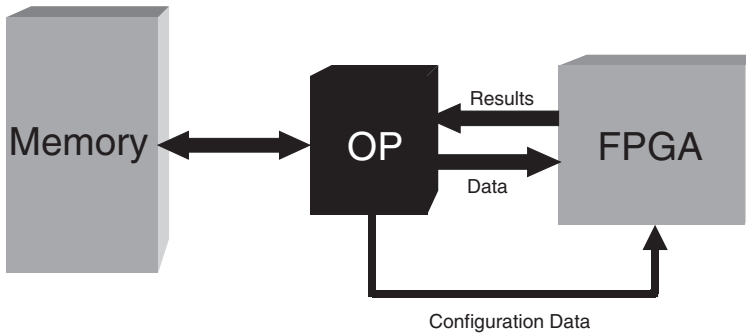 Memory
OP
Results
Data
FPGA
Configuration Data